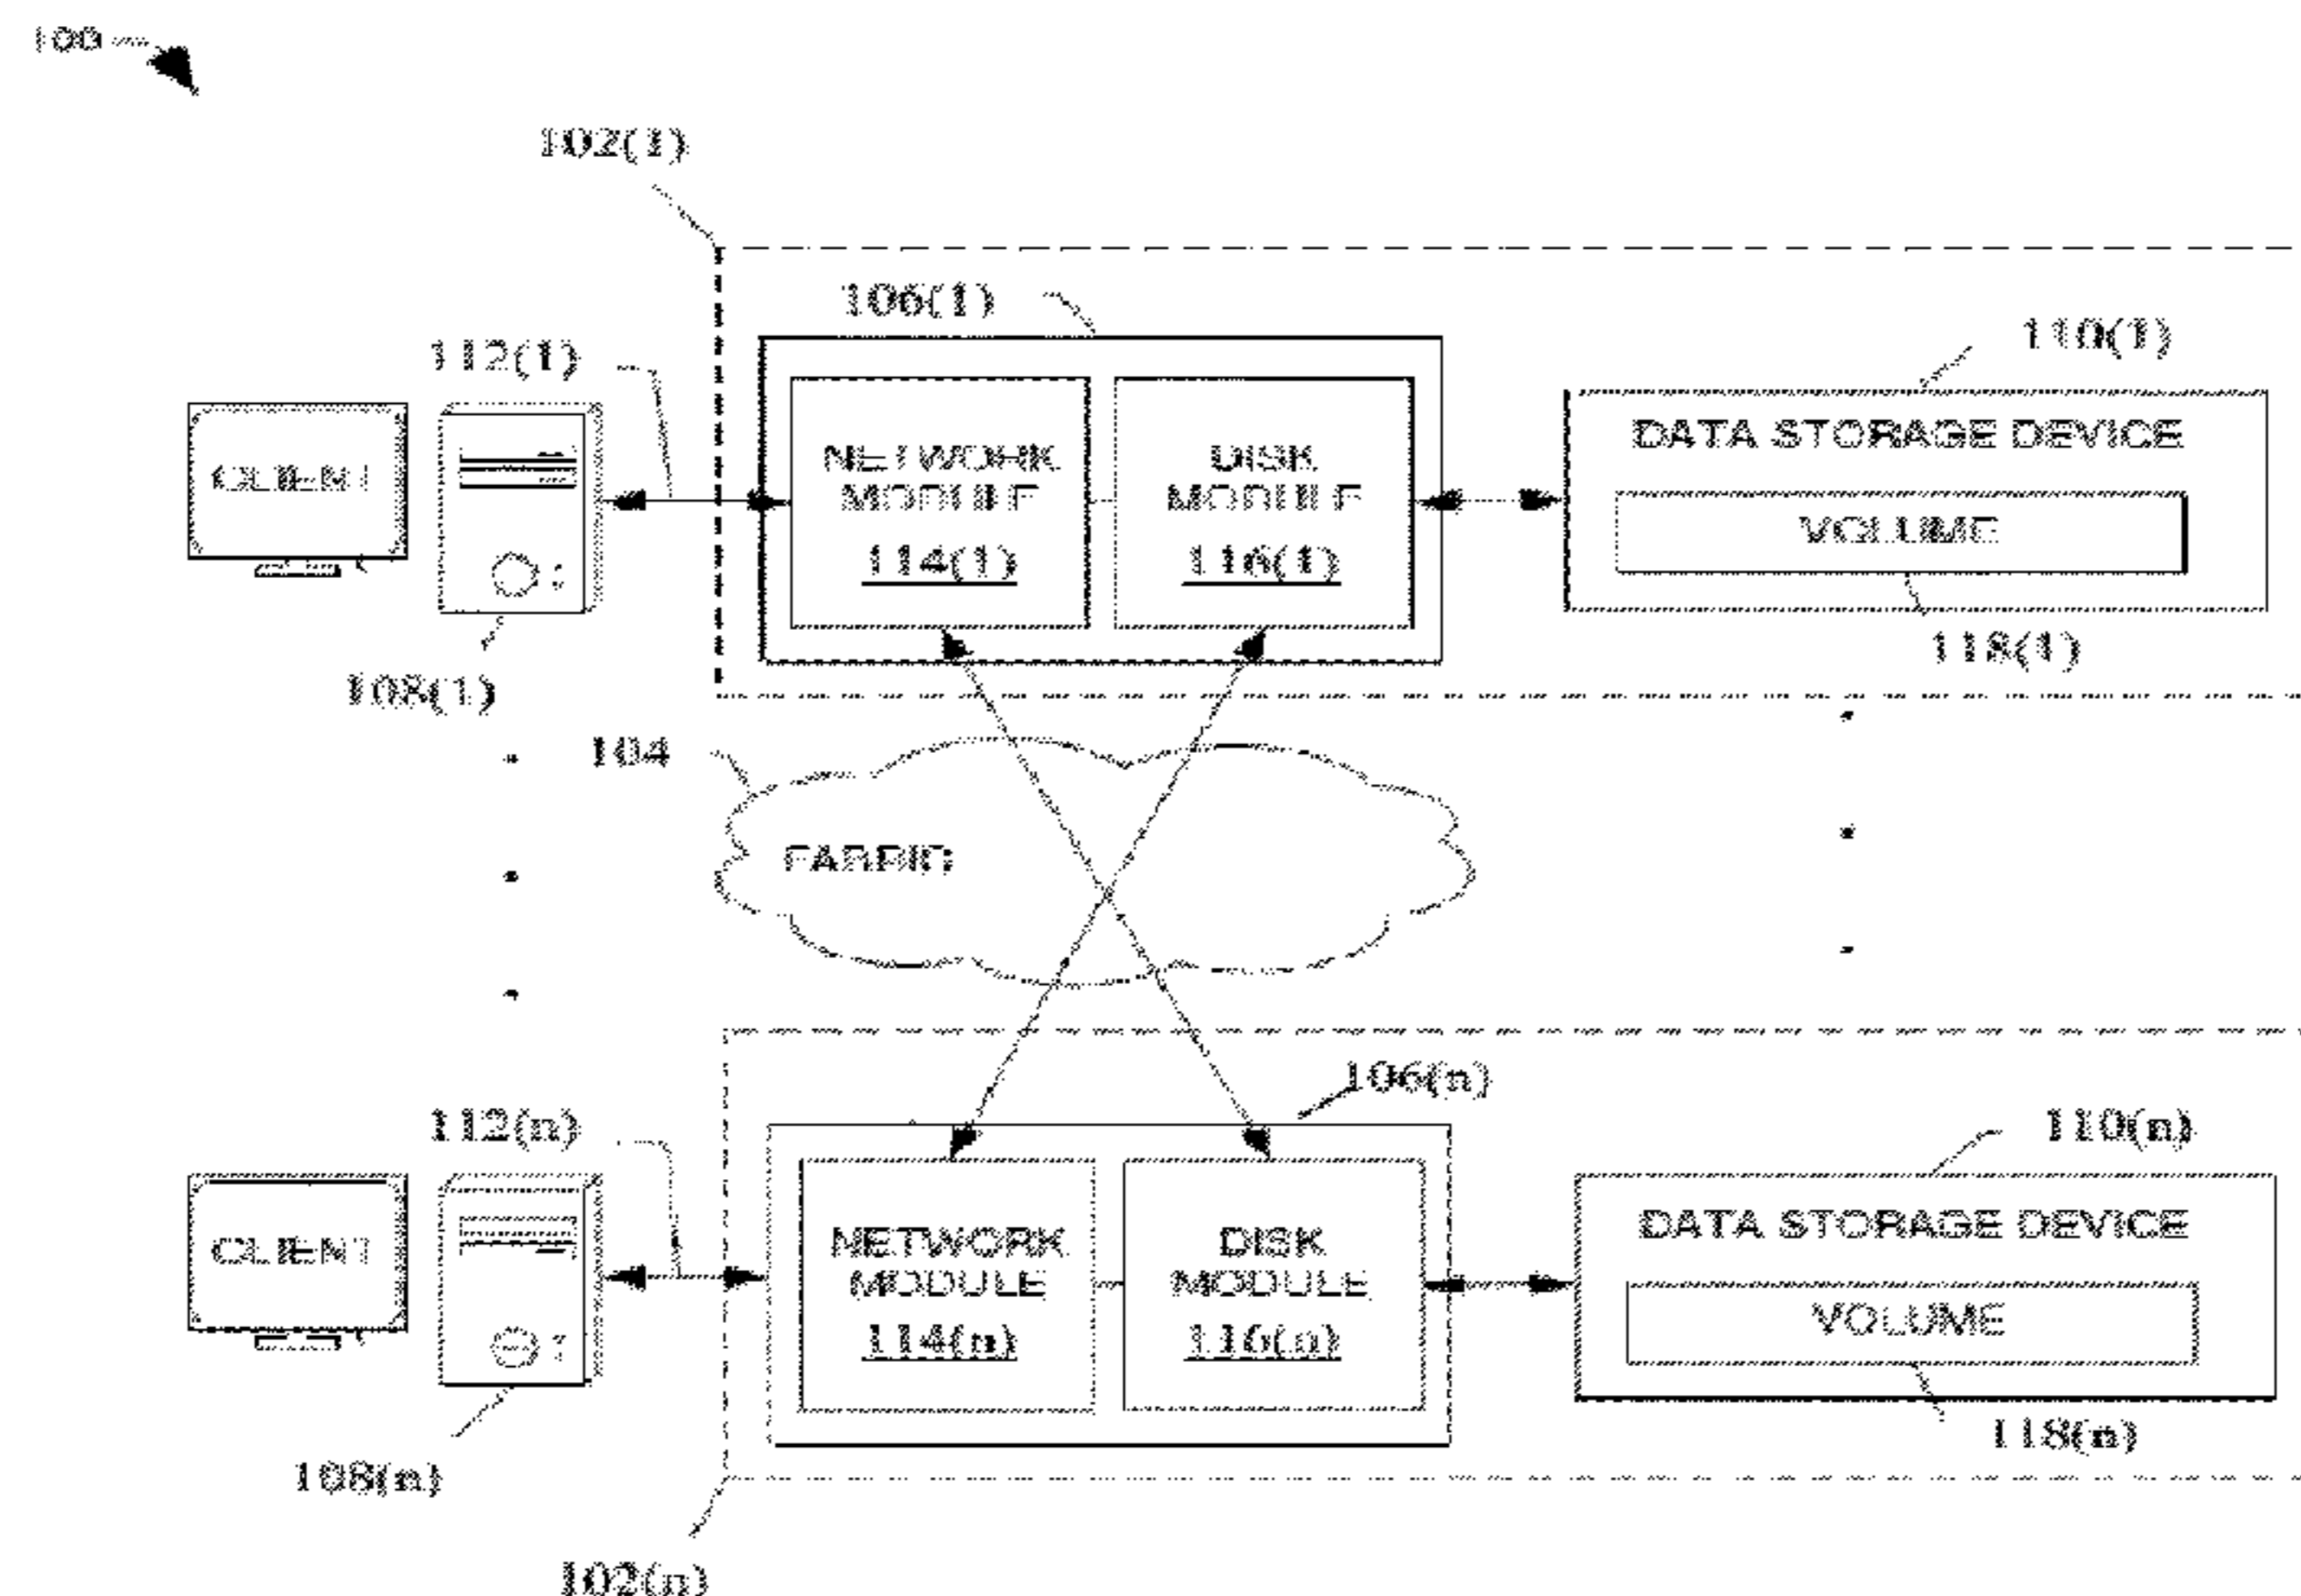 100
102(1)
106(1)
110(1)
112(1)
DATA STORAGE DEVICE
CLIENT
NETWORK
MODULE
114(1)
DISK
MODULE
116(1)
VOLUME
118(1)
108(1)
104
FABRIC
106(n)
110(n)
112(n)
DATA STORAGE DEVICE
CLIENT
NETWORK
MODULE
114(n)
DISK
MODULE
116(n)
VOLUME
118(n)
108(n)
102(n)